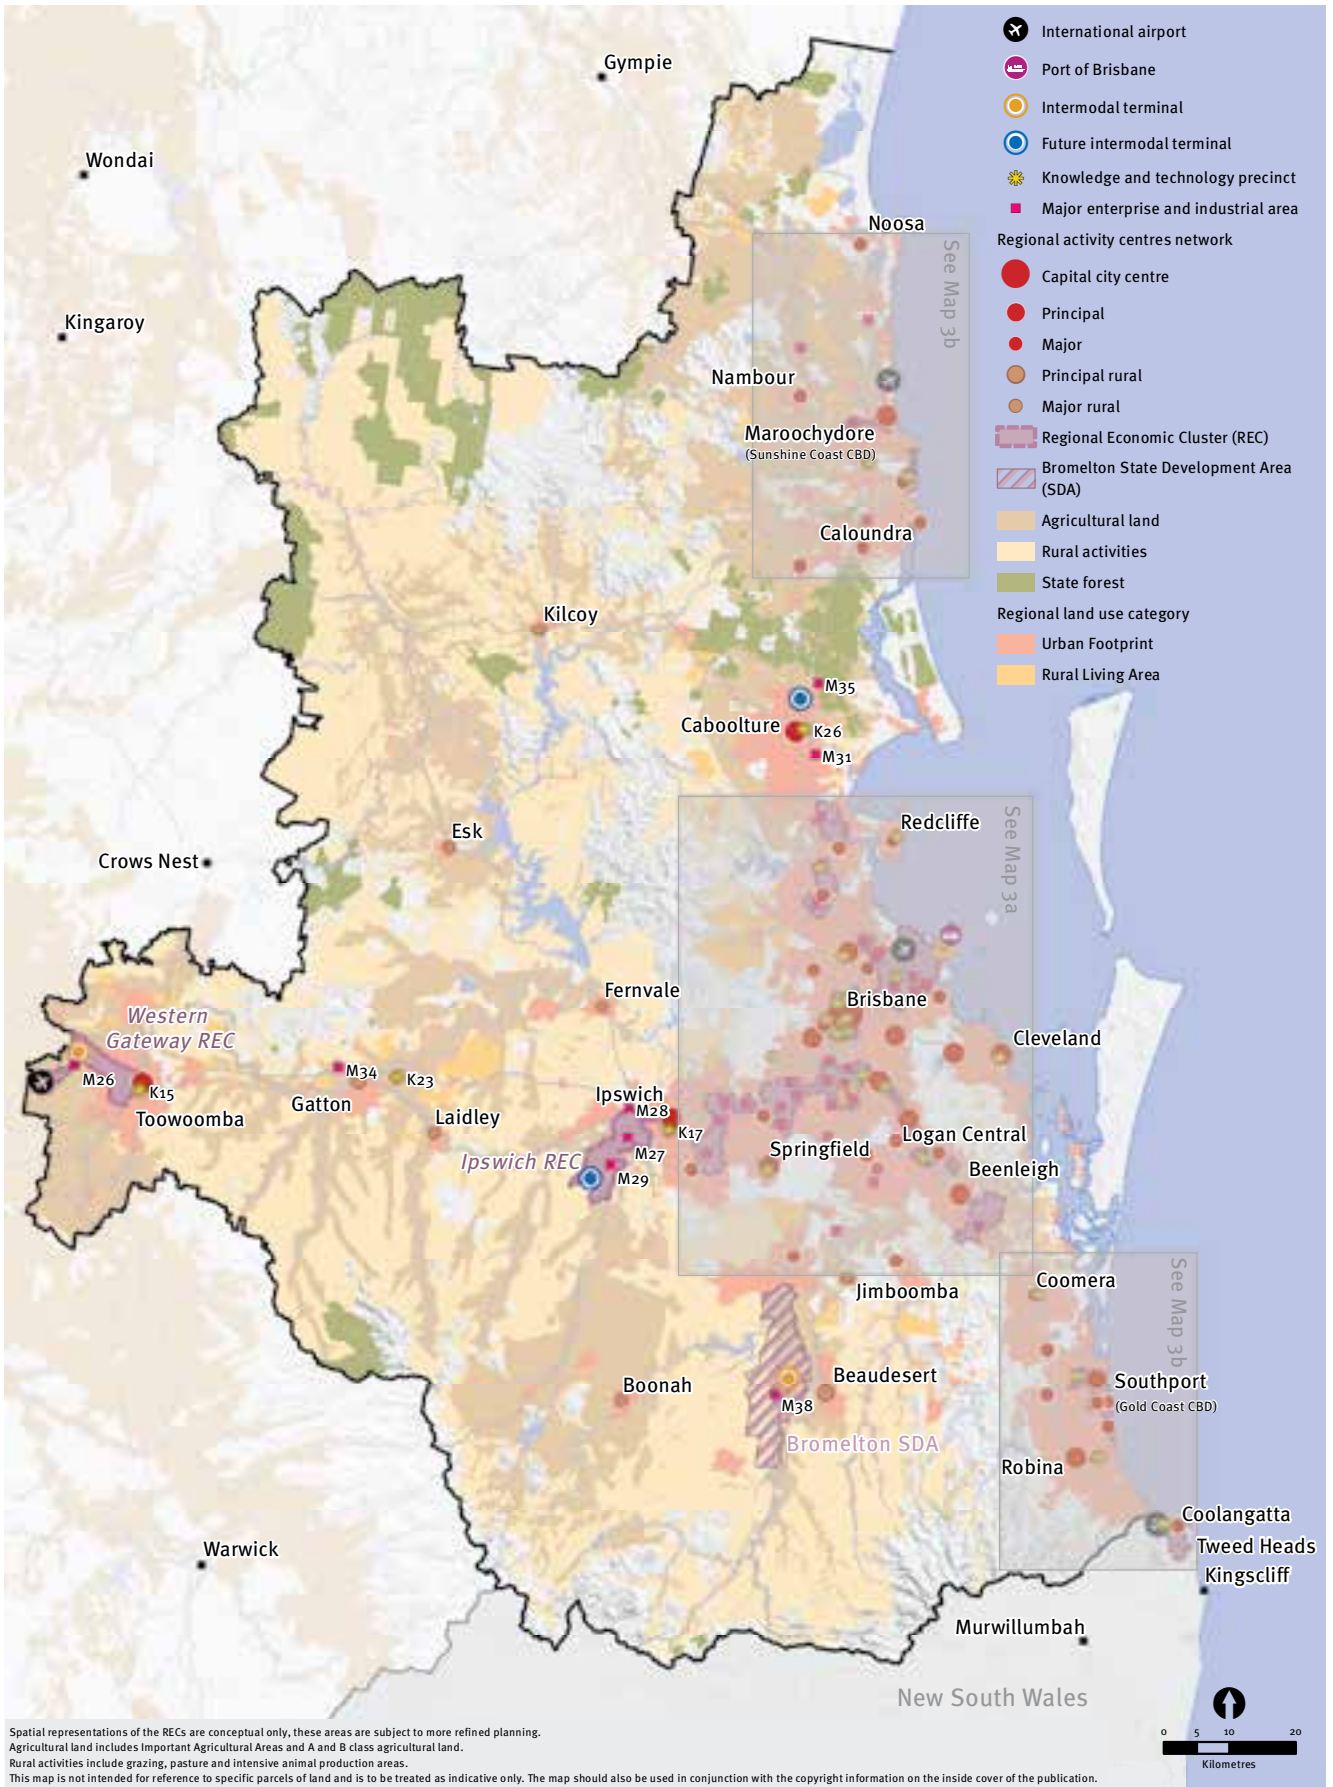 International airport
Port of Brisbane
Intermodal terminal
Future intermodal terminal
Knowledge and technology precinct
Major enterprise and industrial area
Regional activity centres network
Capital city centre
Principal
Major
Principal rural
Major rural
Regional Economic Cluster (REC)
Bromelton State Development Area
(SDA)
Agricultural land
Rural activities
State forest
Regional land use category
Urban Footprint
Rural Living Area
Gympie
Wondai
Noosa
See Map 3b
Kingaroy
Nambour
Maroochydore
(Sunshine Coast CBD)
Caloundra
Kilcoy
M35
Caboolture
K26
M31
Redcliffe
See Map 3a
Esk
Crows Nest
Fernvale
Brisbane
Western
Gateway REC
Cleveland
M26
K15
Toowoomba
M34
Gatton
K23
Laidley
Ipswich
M28
K17
M27
Ipswich REC
M29
Springfield
Logan Central
Beenleigh
Jimboomba
Coomera
See Map 3b
Boonah
Beaudesert
M38
Bromelton SDA
Southport
(Gold Coast CBD)
Robina
Coolangatta
Tweed Heads
Kingscliff
Warwick
Murwillumbah
New South Wales
0 5 10 20
Kilometres
Spatial representations of the RECs are conceptual only, these areas are subject to more refined planning.
Agricultural land includes Important Agricultural Areas and A and B class agricultural land.
Rural activities include grazing, pasture and intensive animal production areas.
This map is not intended for reference to specific parcels of land and is to be treated as indicative only. The map should also be used in conjunction with the copyright information on the inside cover of the publication.